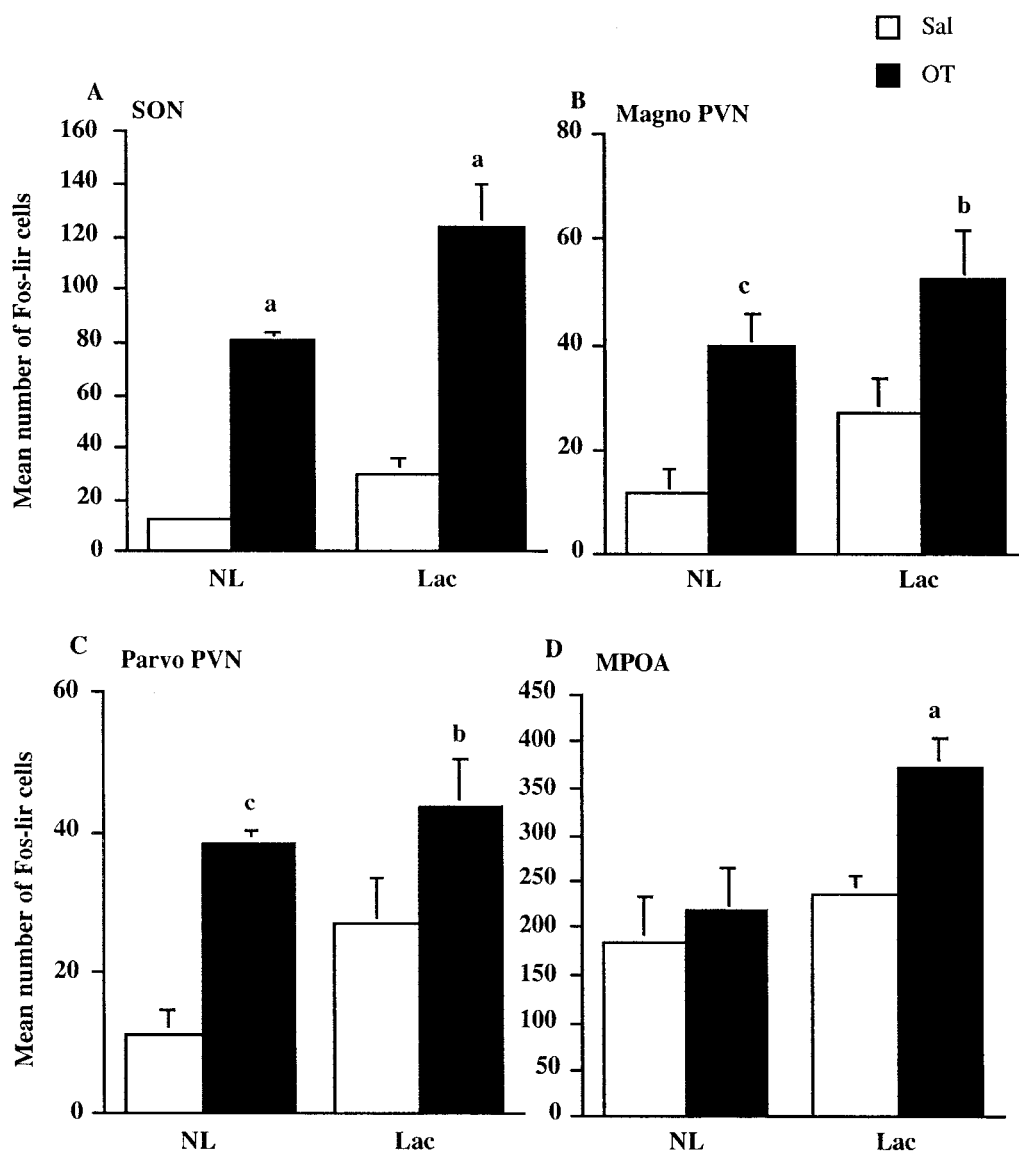 Sal
OT
A
SON
Mean number of Fos-lir cells
160
140
120
100
80
60
40
20
0
a
a
NL
Lac
B
Magno PVN
80
60
40
20
0
c
b
NL
Lac
C
Parvo PVN
Mean number of Fos-lir cells
60
40
20
0
c
b
NL
Lac
D
MPOA
450
400
350
300
250
200
150
100
50
0
a
NL
Lac